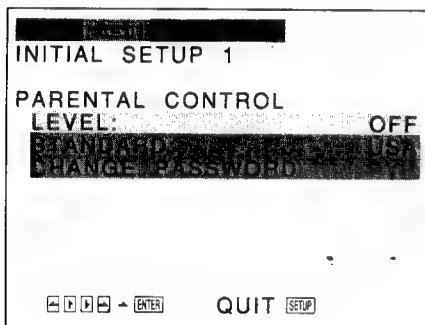 INITIAL SETUP 1
PARENTAL CONTROL
LEVEL: OFF
STANDARD: USA
CHANGE PASSWORD
ENTER QUIT SETUP